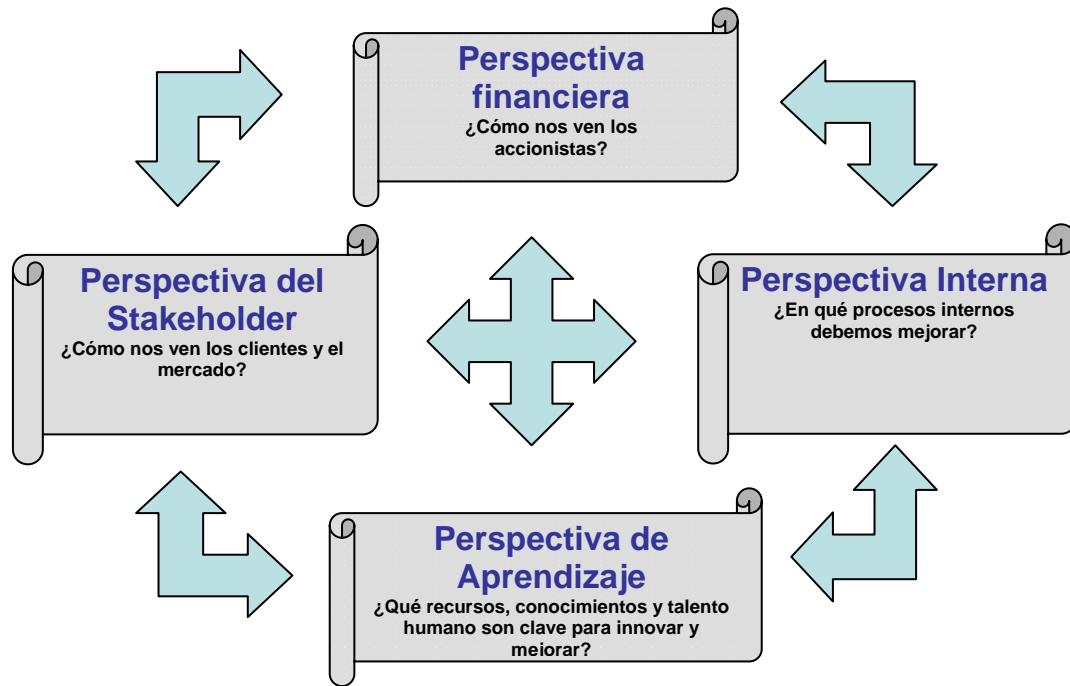 Perspectiva
financiera
¿Cómo nos ven los
accionistas?
Perspectiva del
Stakeholder
¿Cómo nos ven los clientes y el
mercado?
Perspectiva Interna
¿En qué procesos internos
debemos mejorar?
Perspectiva de
Aprendizaje
¿Qué recursos, conocimientos y talento
humano son clave para innovar y
mejorar?